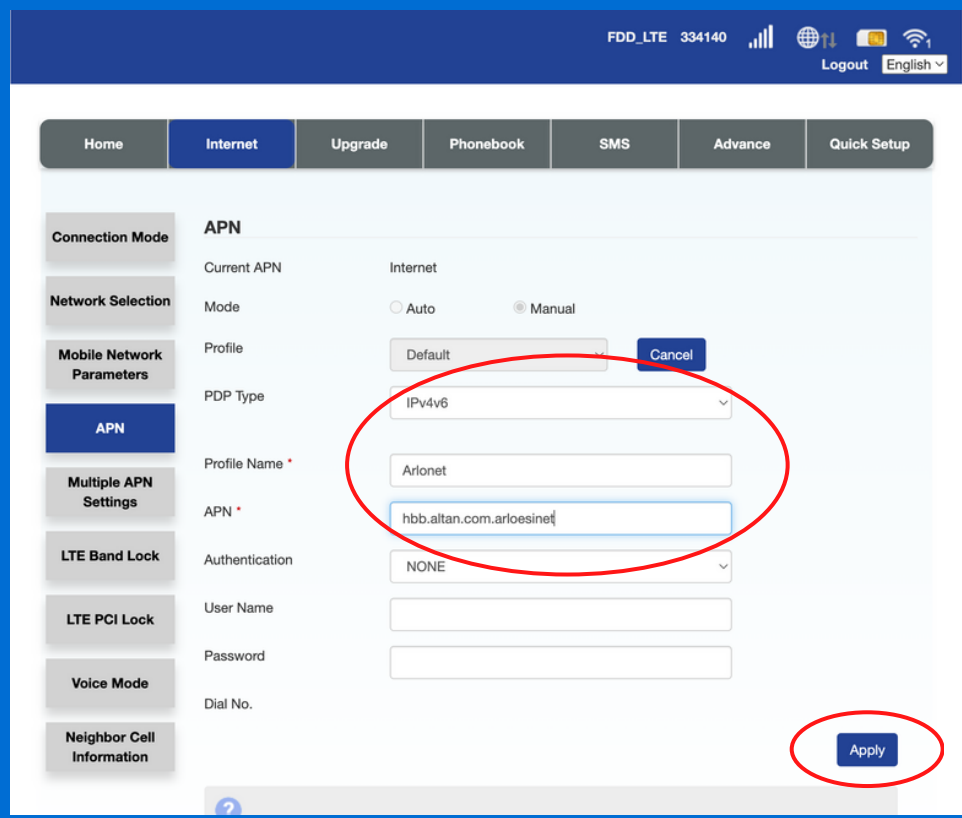 FDD_LTE 334140
1
Logout English
Home Internet Upgrade Phonebook SMS Advance Quick Setup
Connection Mode
Network Selection
Mobile Network
Parameters
APN
Multiple APN
Settings
LTE Band Lock
LTE PCI Lock
Voice Mode
Neighbor Cell
Information
APN
Current APN Internet
Mode Auto Manual
Profile Default Cancel
PDP Type IPv4v6
Profile Name * Arlonet
APN * hbb.altan.com.arloesinet
Authentication NONE
User Name
Password
Dial No.
Apply
?